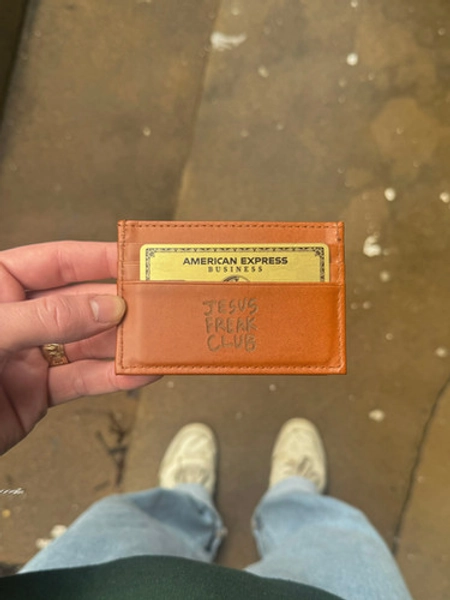 AMERICAN EXPRESS
BUSINESS
JESUS
FREAK
CLUB